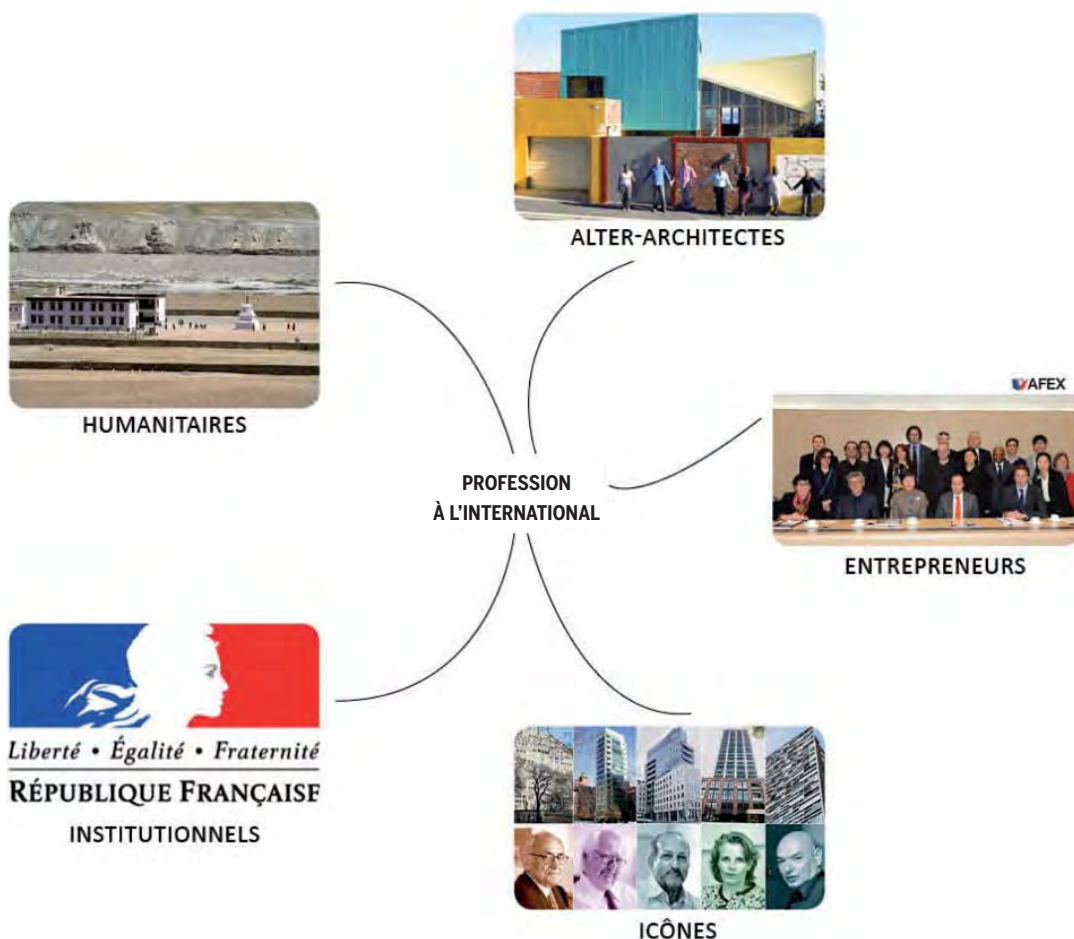 ALTER-ARCHITECTES
HUMANITAIRES
AFEX
PROFESSION
À L’INTERNATIONAL
ENTREPRENEURS
Liberté • Égalité • Fraternité
RÉPUBLIQUE FRANÇAISE
INSTITUTIONNELS
ICÔNES